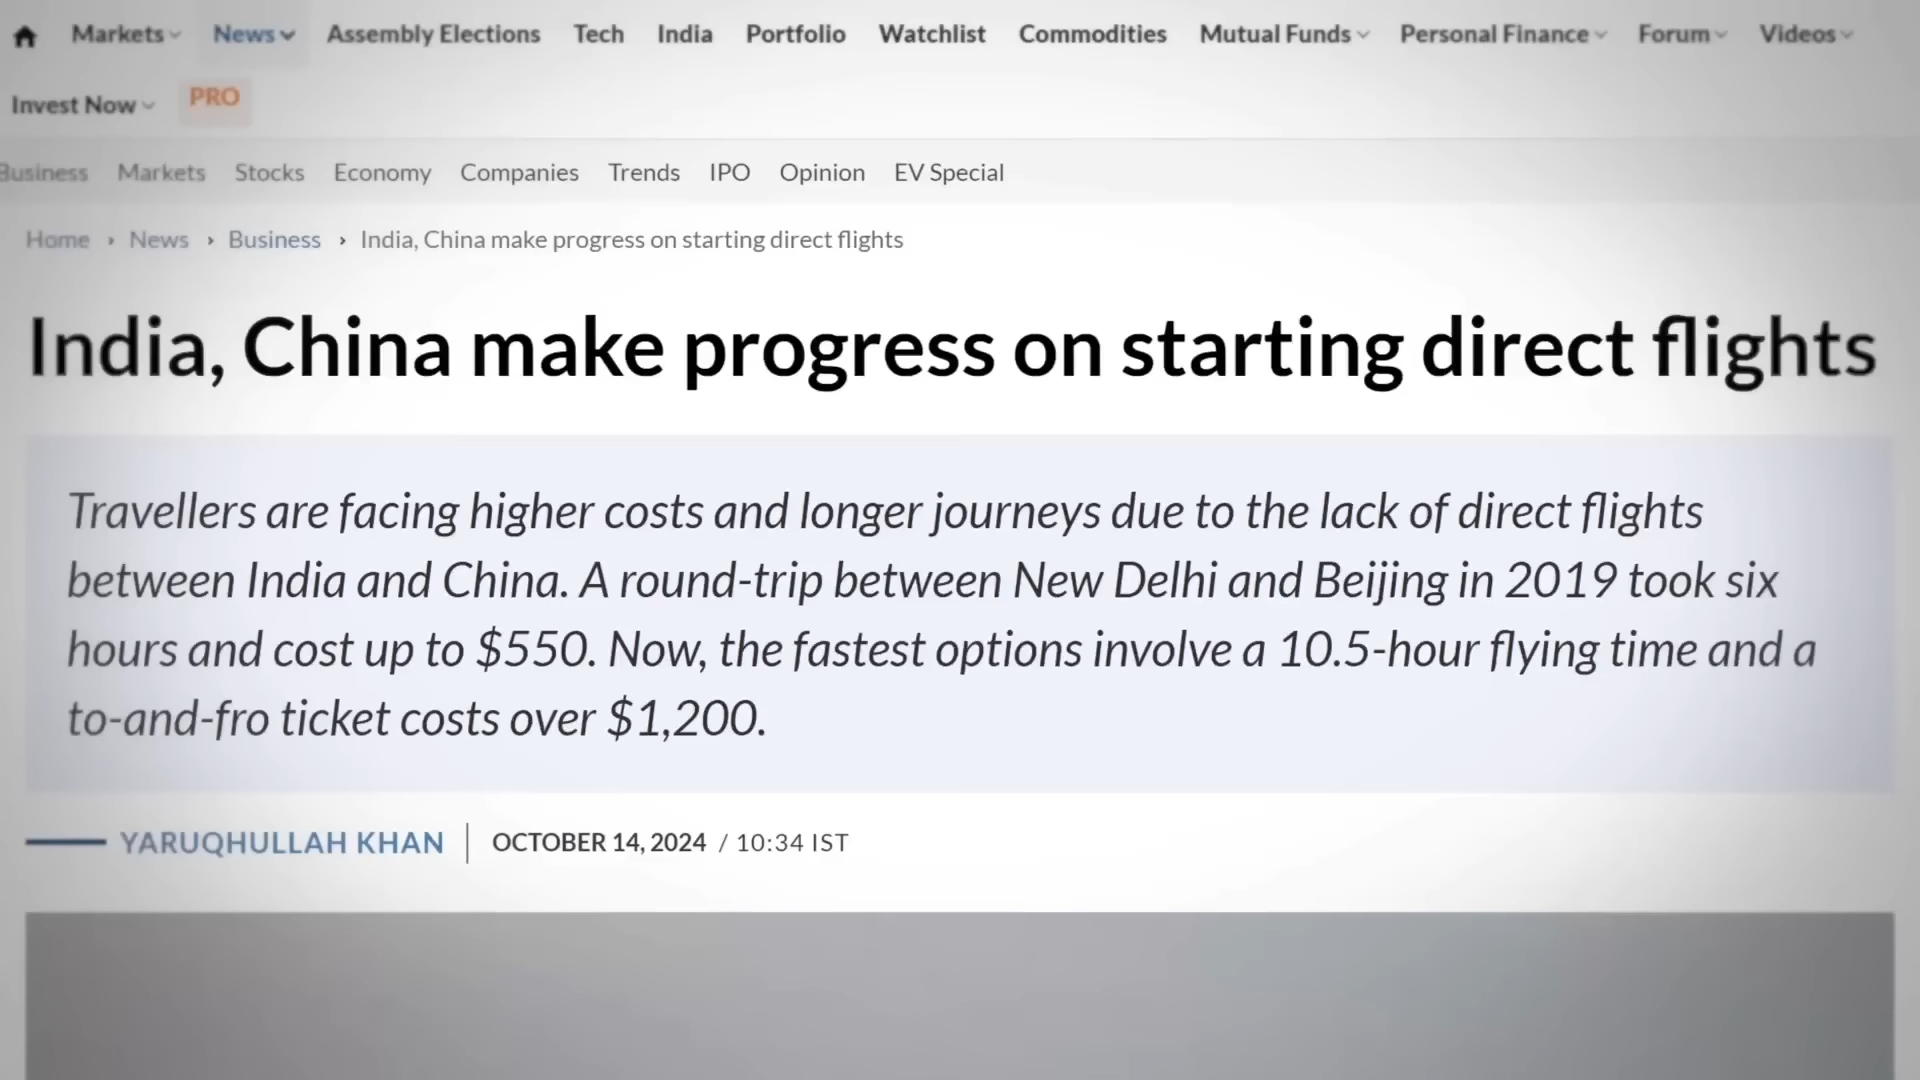 Markets News Assembly Elections Tech India Portfolio Watchlist Commodities Mutual Funds Personal Finance Forum Videos
Invest Now PRO
Business Markets Stocks Economy Companies Trends IPO Opinion EV Special
Home › News › Business › India, China make progress on starting direct flights
India, China make progress on starting direct flights
Travellers are facing higher costs and longer journeys due to the lack of direct flights
between India and China. A round-trip between New Delhi and Beijing in 2019 took six
hours and cost up to $550. Now, the fastest options involve a 10.5-hour flying time and a
to-and-fro ticket costs over $1,200.
YARUQHULLAH KHAN | OCTOBER 14, 2024 / 10:34 IST